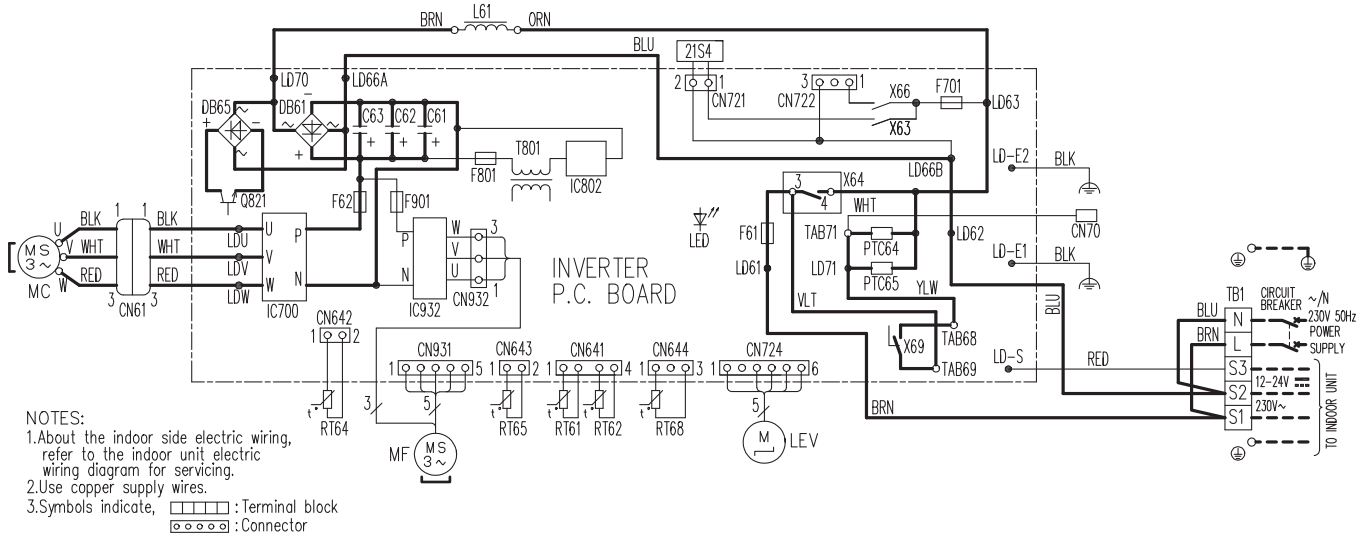 BRN L61 ORN
BLU
21S4
LD70 LD66A
2 1
CN721
3 1
CN722
X66
X63
F701
LD63
DB65 DB61
~ ~ ~ ~
+ - - +
C63 C62 C61
+ + +
F801 T801 IC802
Q821
F62 F901
LD66B
LD-E2 BLK
3 X64
4
WHT
CN70
LED
F61
TAB71 PTC64
LD62
LD61 LD71 PTC65
LD-E1 BLK
YLW
VLT
BLU
X69
TAB68
TAB69
LD-S RED
BRN
U BLK 1 1 BLK LDU U P
V WHT WHT LDV V
W RED 3 3 RED LDW W N
MS
3~
MC
CN61
IC700
P W 3
V
N U 1
IC932 CN932
INVERTER
P.C. BOARD
CN642
1 2
CN931
1 5
CN643
1 2
CN641
1 4
CN644
1 3
CN724
1 6
t° RT64
3
5
t° RT65
t° RT61
t° RT62
t° RT68
5
MF
MS
3~
M
LEV
TB1
CIRCUIT
BREAKER
~/N
230V 50Hz
POWER
SUPPLY
BLU N
BRN L
S3
12-24V
S2
230V~
S1
TO INDOOR UNIT
NOTES:
1.About the indoor side electric wiring,
refer to the indoor unit electric
wiring diagram for servicing.
2.Use copper supply wires.
3.Symbols indicate, : Terminal block
: Connector